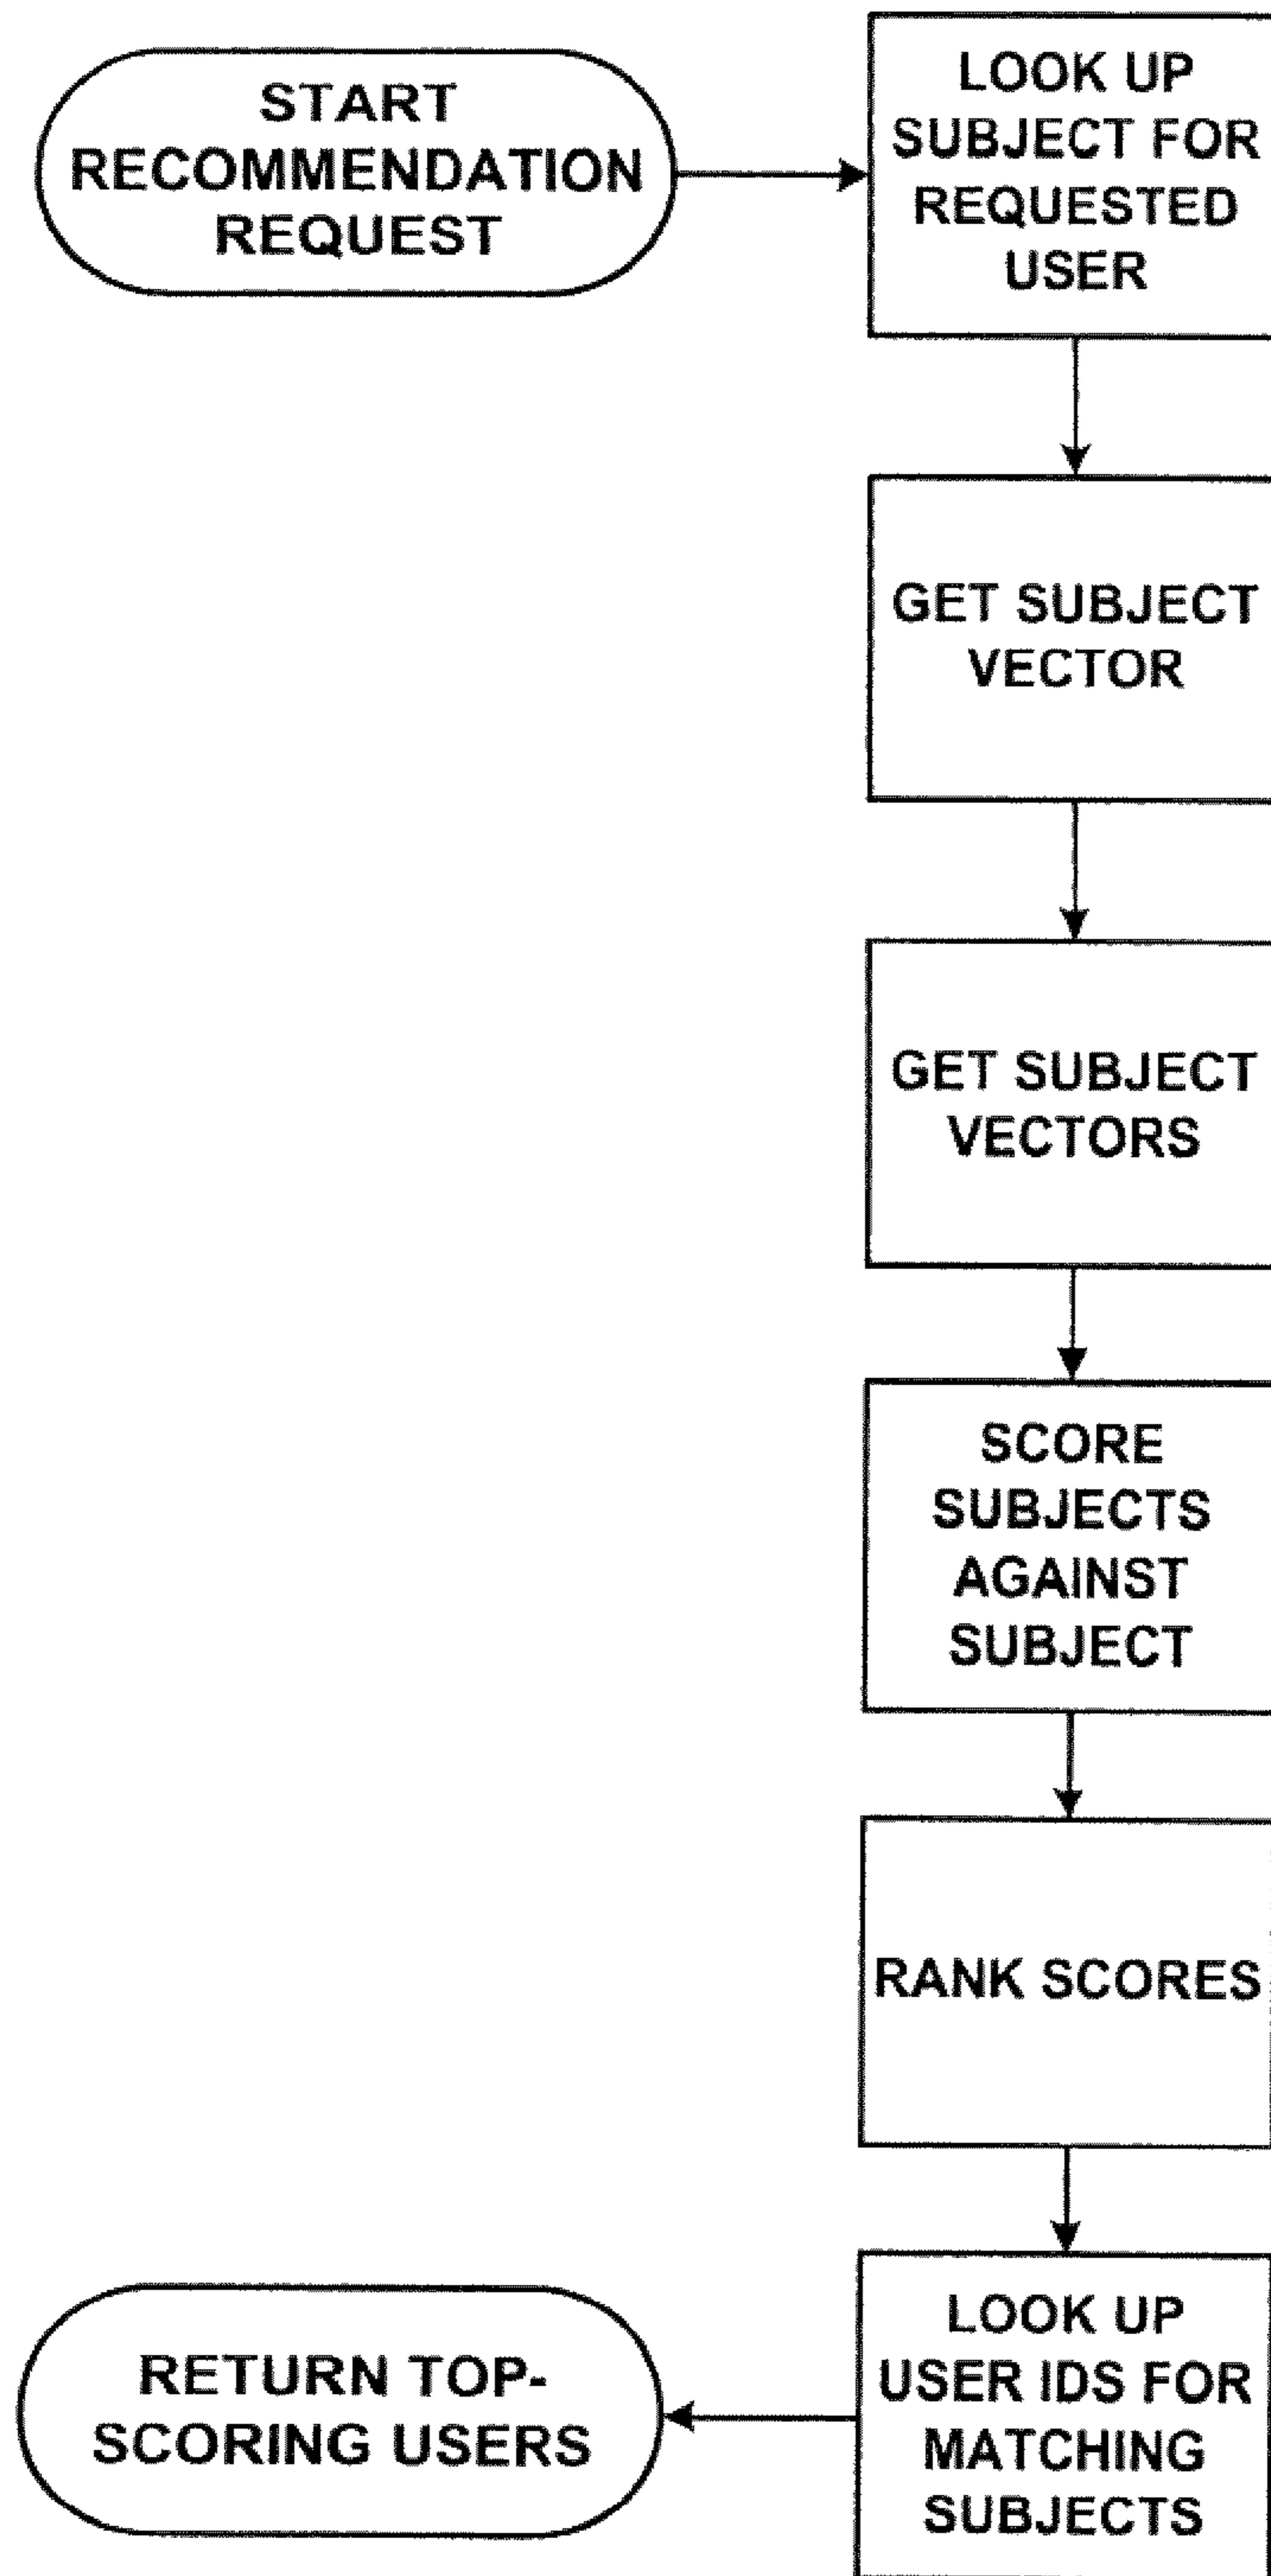 START
RECOMMENDATION
REQUEST
LOOK UP
SUBJECT FOR
REQUESTED
USER
GET SUBJECT
VECTOR
GET SUBJECT
VECTORS
SCORE
SUBJECTS
AGAINST
SUBJECT
RANK SCORES
LOOK UP
USER IDS FOR
MATCHING
SUBJECTS
RETURN TOP-
SCORING USERS